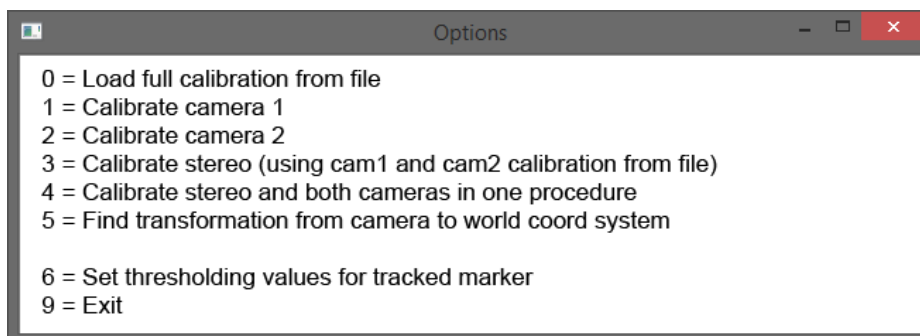 Options
0 = Load full calibration from file
1 = Calibrate camera 1
2 = Calibrate camera 2
3 = Calibrate stereo (using cam1 and cam2 calibration from file)
4 = Calibrate stereo and both cameras in one procedure
5 = Find transformation from camera to world coord system
6 = Set thresholding values for tracked marker
9 = Exit